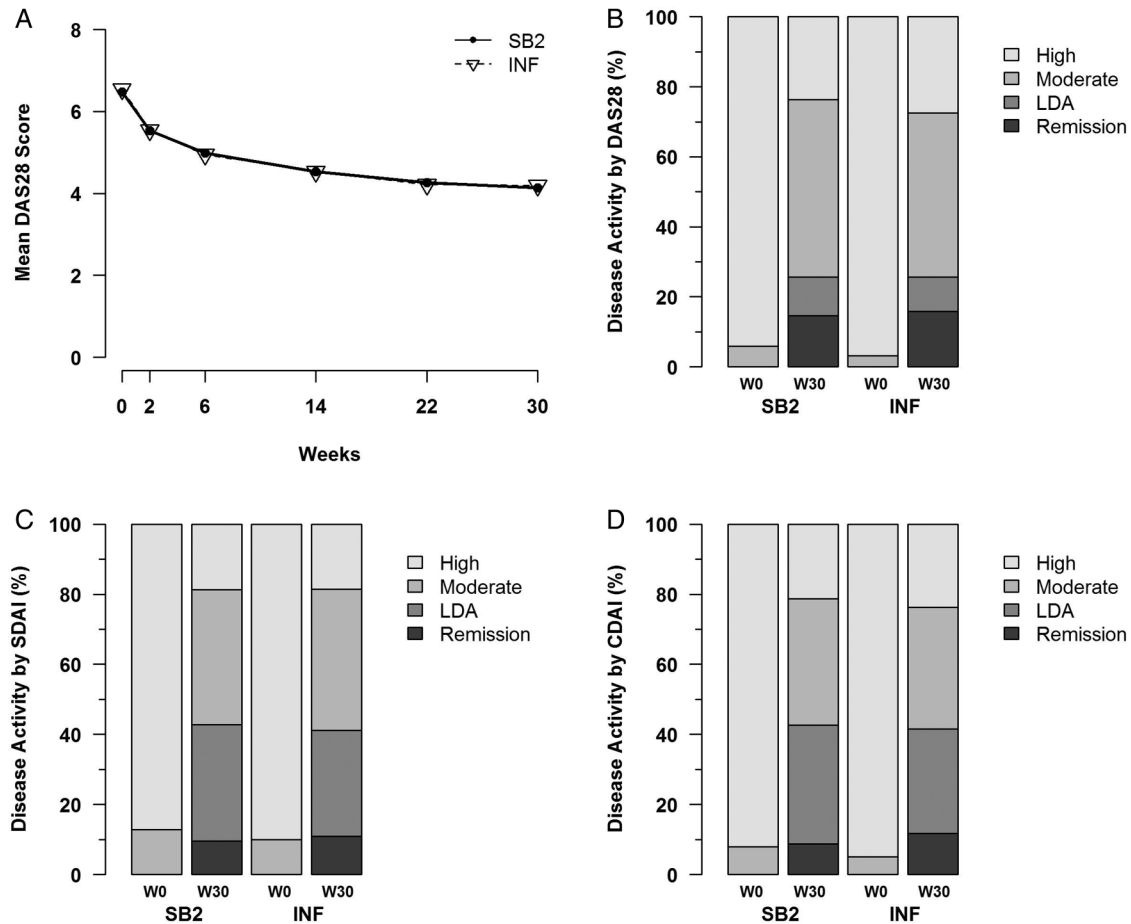 A
Mean DAS28 Score
8
6
4
2
0
SB2
INF
0 2 6 14 22 30
Weeks
B
Disease Activity by DAS28 (%)
100
80
60
40
20
0
High
Moderate
LDA
Remission
W0 W30 W0 W30
SB2 INF
C
Disease Activity by SDAI (%)
100
80
60
40
20
0
High
Moderate
LDA
Remission
W0 W30 W0 W30
SB2 INF
D
Disease Activity by CDAI (%)
100
80
60
40
20
0
High
Moderate
LDA
Remission
W0 W30 W0 W30
SB2 INF